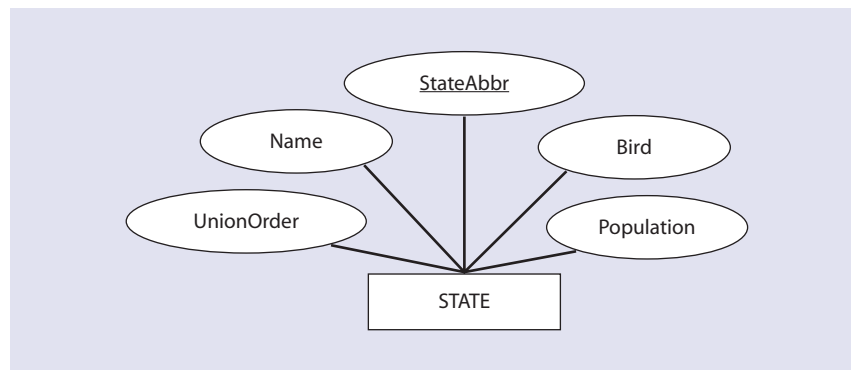 StateAbbr
Name
Bird
UnionOrder
Population
STATE